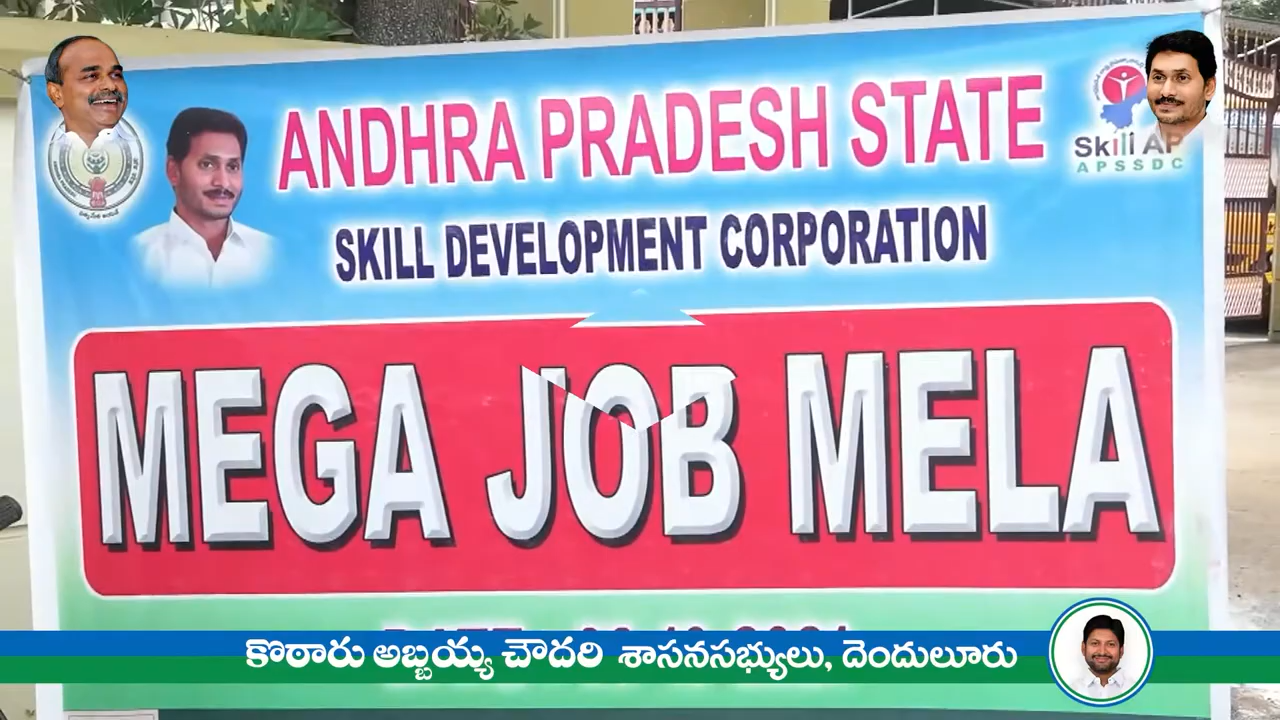 ANDHRA PRADESH STATE
Skill AP
APSSDC
SKILL DEVELOPMENT CORPORATION
MEGA JOB MELA
కొఠారు అబ్బయ్య చౌదరి శాసనసభ్యులు, దెందులూరు